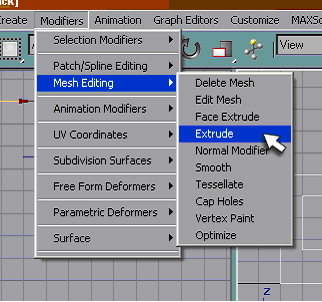 ack]
reate Modifiers Animation Graph Editors Customize MAXSc
View
Selection Modifiers
Patch/Spline Editing
Mesh Editing
Animation Modifiers
UV Coordinates
Subdivision Surfaces
Free Form Deformers
Parametric Deformers
Surface
Delete Mesh
Edit Mesh
Face Extrude
Extrude
Normal Modifier
Smooth
Tessellate
Cap Holes
Vertex Paint
Optimize
z